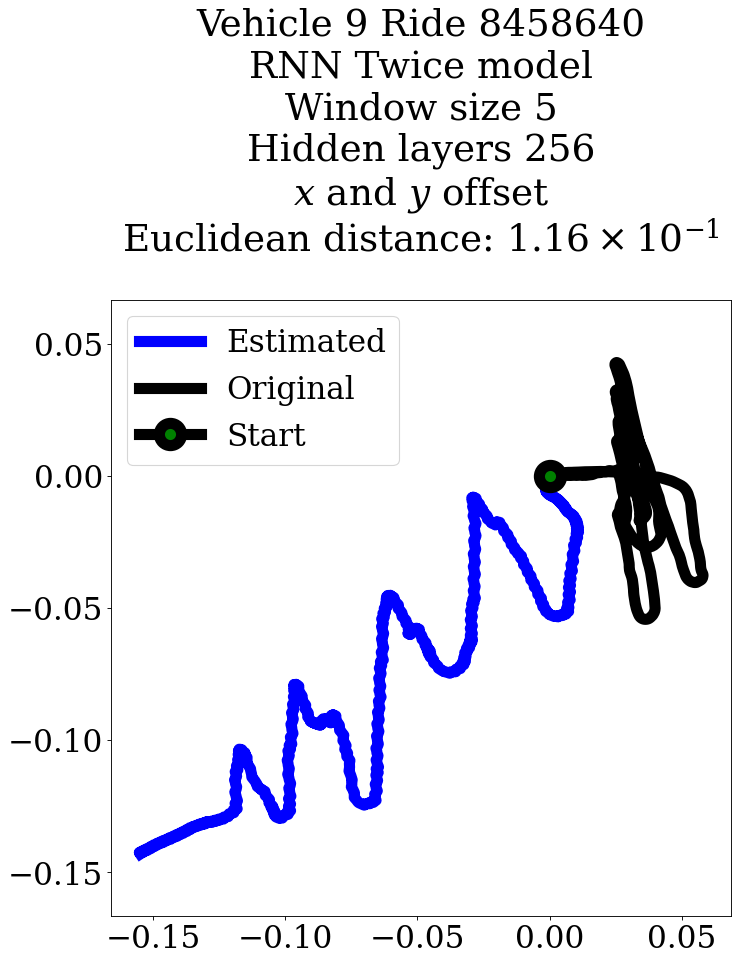 Vehicle 9 Ride 8458640
RNN Twice model
Window size 5
Hidden layers 256
x and y offset
Euclidean distance: 1.16 × 10⁻¹
Estimated
Original
Start
0.05
0.00
−0.05
−0.10
−0.15
−0.15 −0.10 −0.05 0.00 0.05